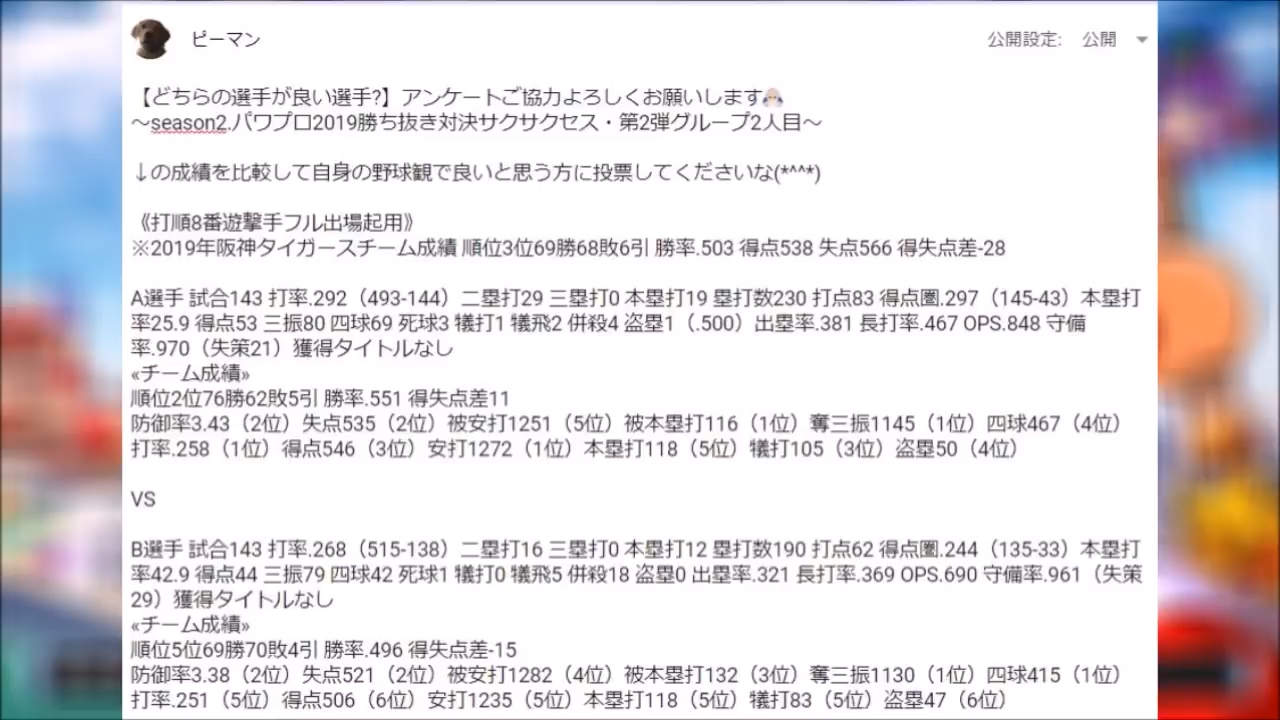 ピーマン
公開設定: 公開
【どちらの選手が良い選手?】アンケートご協力よろしくお願いします
～season2.パワプロ2019勝ち抜き対決サクサクセス・第2弾グループ2人目～
↓の成績を比較して自身の野球観で良いと思う方に投票してくださいな(*^^*)
《打順8番遊撃手フル出場起用》
※2019年阪神タイガースチーム成績 順位3位69勝68敗6引 勝率.503 得点538 失点566 得失点差-28
A選手 試合143 打率.292（493-144）二塁打29 三塁打0 本塁打19 塁打数230 打点83 得点圏.297（145-43）本塁打
率25.9 得点53 三振80 四球69 死球3 犠打1 犠飛2 併殺4 盗塁1（.500）出塁率.381 長打率.467 OPS.848 守備
率.970（失策21）獲得タイトルなし
«チーム成績»
順位2位76勝62敗5引 勝率.551 得失点差11
防御率3.43（2位）失点535（2位）被安打1251（5位）被本塁打116（1位）奪三振1145（1位）四球467（4位）
打率.258（1位）得点546（3位）安打1272（1位）本塁打118（5位）犠打105（3位）盗塁50（4位）
VS
B選手 試合143 打率.268（515-138）二塁打16 三塁打0 本塁打12 塁打数190 打点62 得点圏.244（135-33）本塁打
率42.9 得点44 三振79 四球42 死球1 犠打0 犠飛5 併殺18 盗塁0 出塁率.321 長打率.369 OPS.690 守備率.961（失策
29）獲得タイトルなし
«チーム成績»
順位5位69勝70敗4引 勝率.496 得失点差-15
防御率3.38（2位）失点521（2位）被安打1282（4位）被本塁打132（3位）奪三振1130（1位）四球415（1位）
打率.251（5位）得点506（6位）安打1235（5位）本塁打118（5位）犠打83（5位）盗塁47（6位）